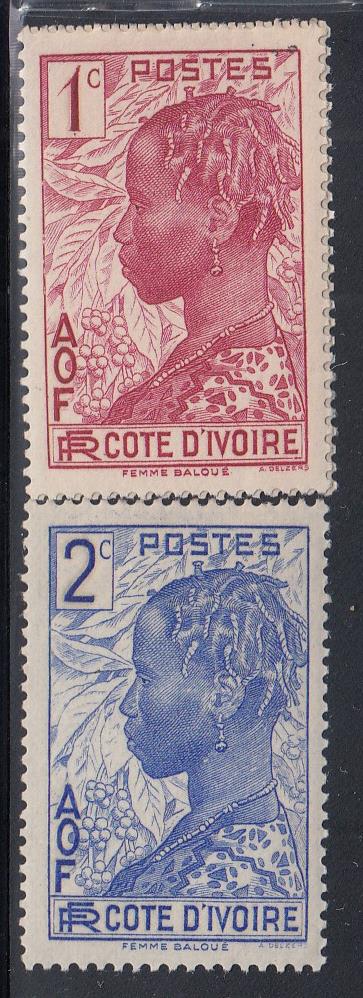 1c
POSTES
AOF
RF COTE D'IVOIRE
FEMME BALOUÉ A. DELZERS
2c
POSTES
AOF
RF COTE D'IVOIRE
FEMME BALOUÉ A. DELZERS